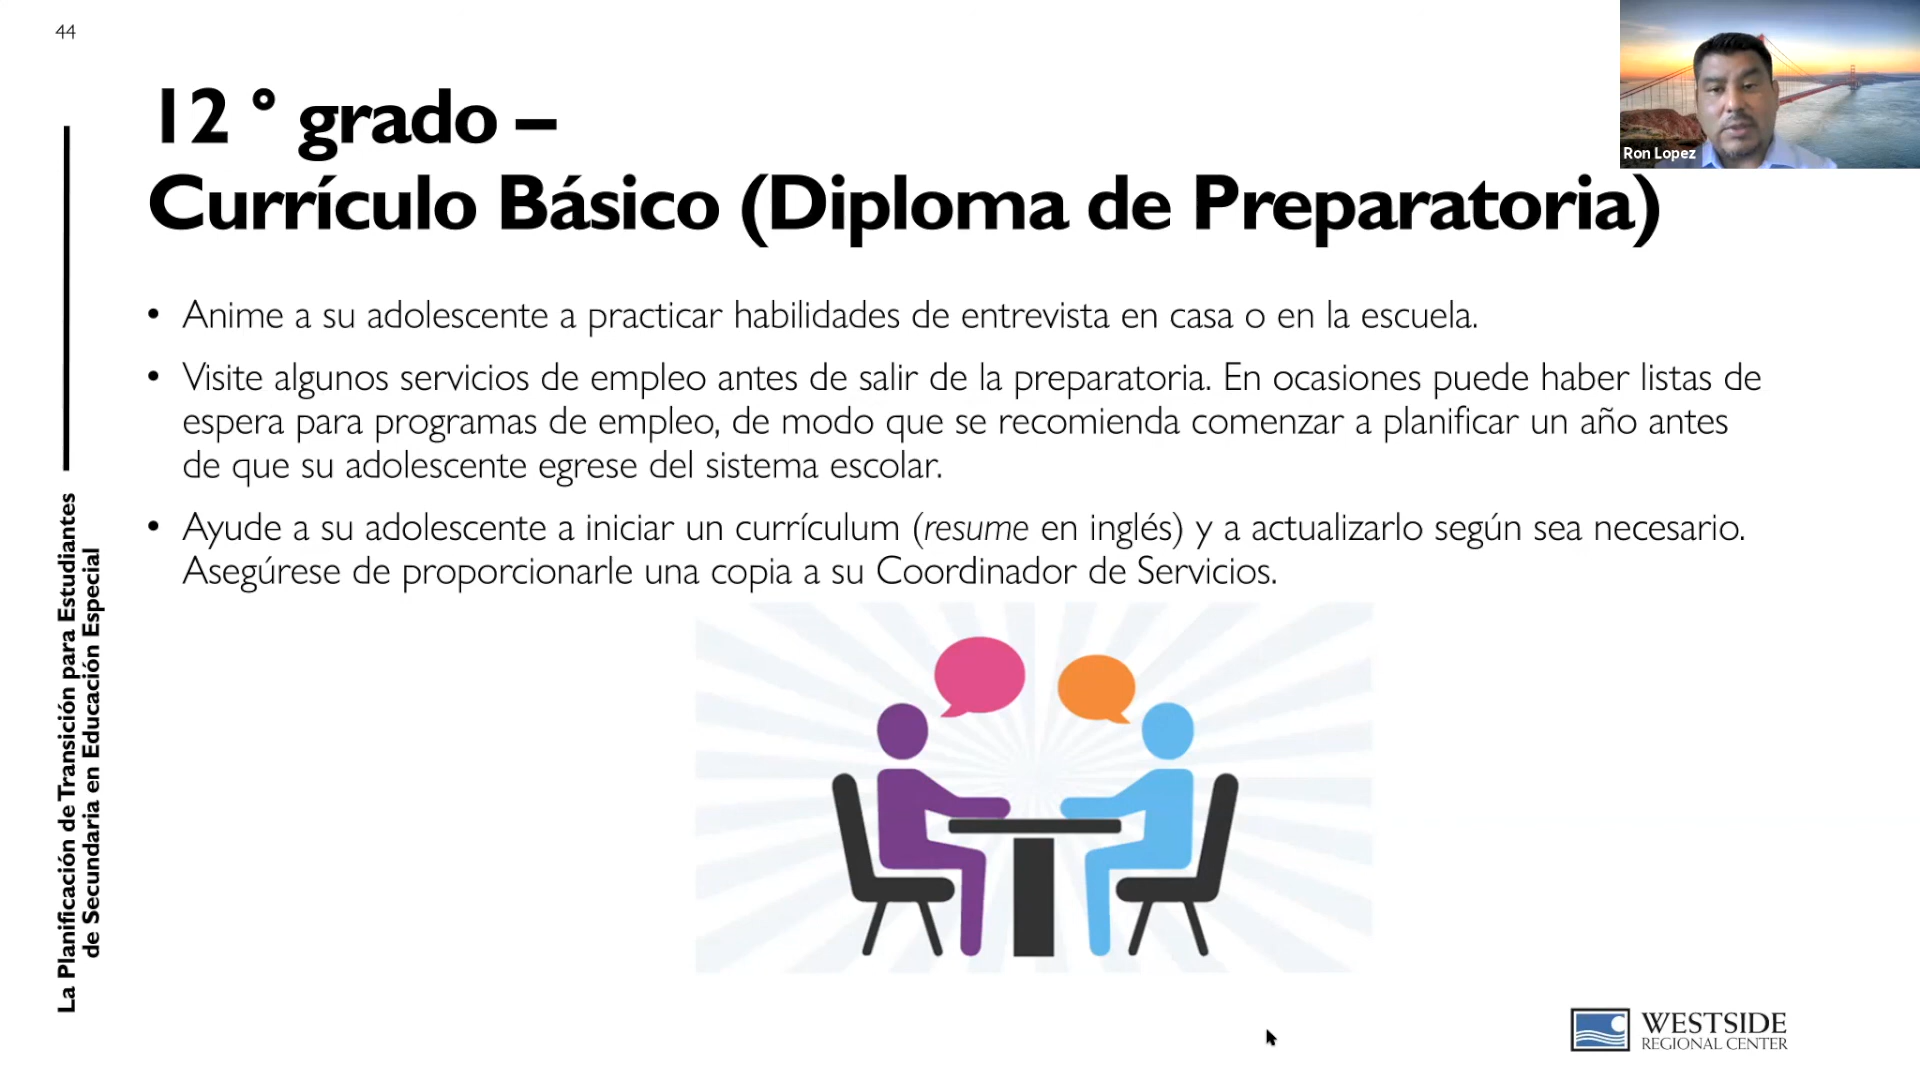 44
12 ° grado –
Currículo Básico (Diploma de Preparatoria)
• Anime a su adolescente a practicar habilidades de entrevista en casa o en la escuela.
• Visite algunos servicios de empleo antes de salir de la preparatoria. En ocasiones puede haber listas de
espera para programas de empleo, de modo que se recomienda comenzar a planificar un año antes
de que su adolescente egrese del sistema escolar.
• Ayude a su adolescente a iniciar un currículum (resume en inglés) y a actualizarlo según sea necesario.
Asegúrese de proporcionarle una copia a su Coordinador de Servicios.
La Planificación de Transición para Estudiantes
de Secundaria en Educación Especial
Ron Lopez
WESTSIDE
REGIONAL CENTER